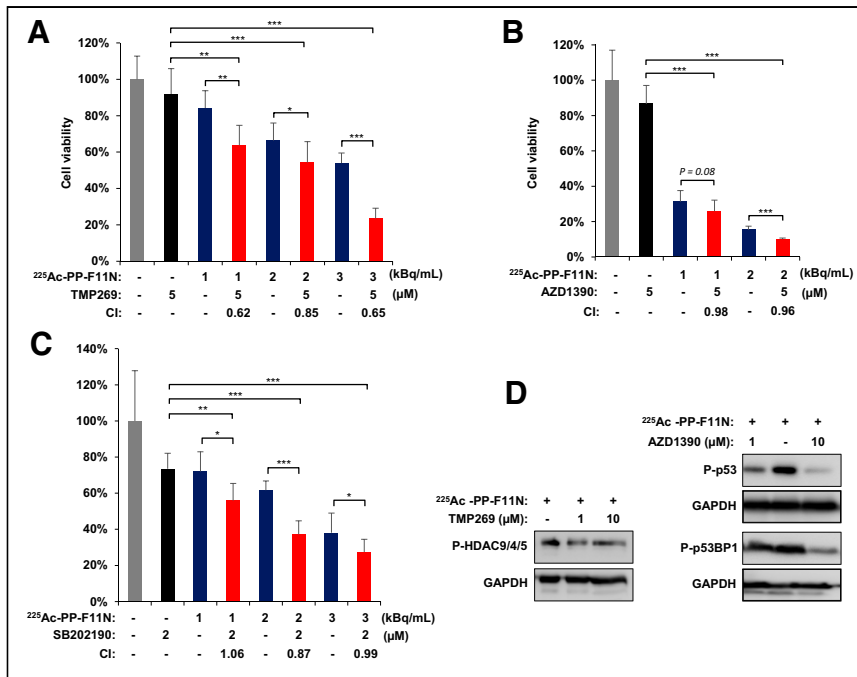 A
120%
100%
80%
60%
40%
20%
0%
Cell viability
***
***
**
**
*
***
²²⁵Ac-PP-F11N: - - 1 1 2 2 3 3 (kBq/mL)
TMP269: - 5 - 5 - 5 - 5 (µM)
CI: - - - 0.62 - 0.85 - 0.65
B
120%
100%
80%
60%
40%
20%
0%
Cell viability
***
***
P = 0.08
***
²²⁵Ac-PP-F11N: - - 1 1 2 2 (kBq/mL)
AZD1390: - 5 - 5 - 5 (µM)
CI: - - - 0.98 - 0.96
C
140%
120%
100%
80%
60%
40%
20%
0%
***
***
**
*
***
*
²²⁵Ac-PP-F11N: - - 1 1 2 2 3 3 (kBq/mL)
SB202190: - 2 - 2 - 2 - 2 (µM)
CI: - - - 1.06 - 0.87 - 0.99
D
²²⁵Ac -PP-F11N: + + +
TMP269 (µM): - 1 10
P-HDAC9/4/5
GAPDH
²²⁵Ac -PP-F11N: + + +
AZD1390 (µM): 1 - 10
P-p53
GAPDH
P-p53BP1
GAPDH